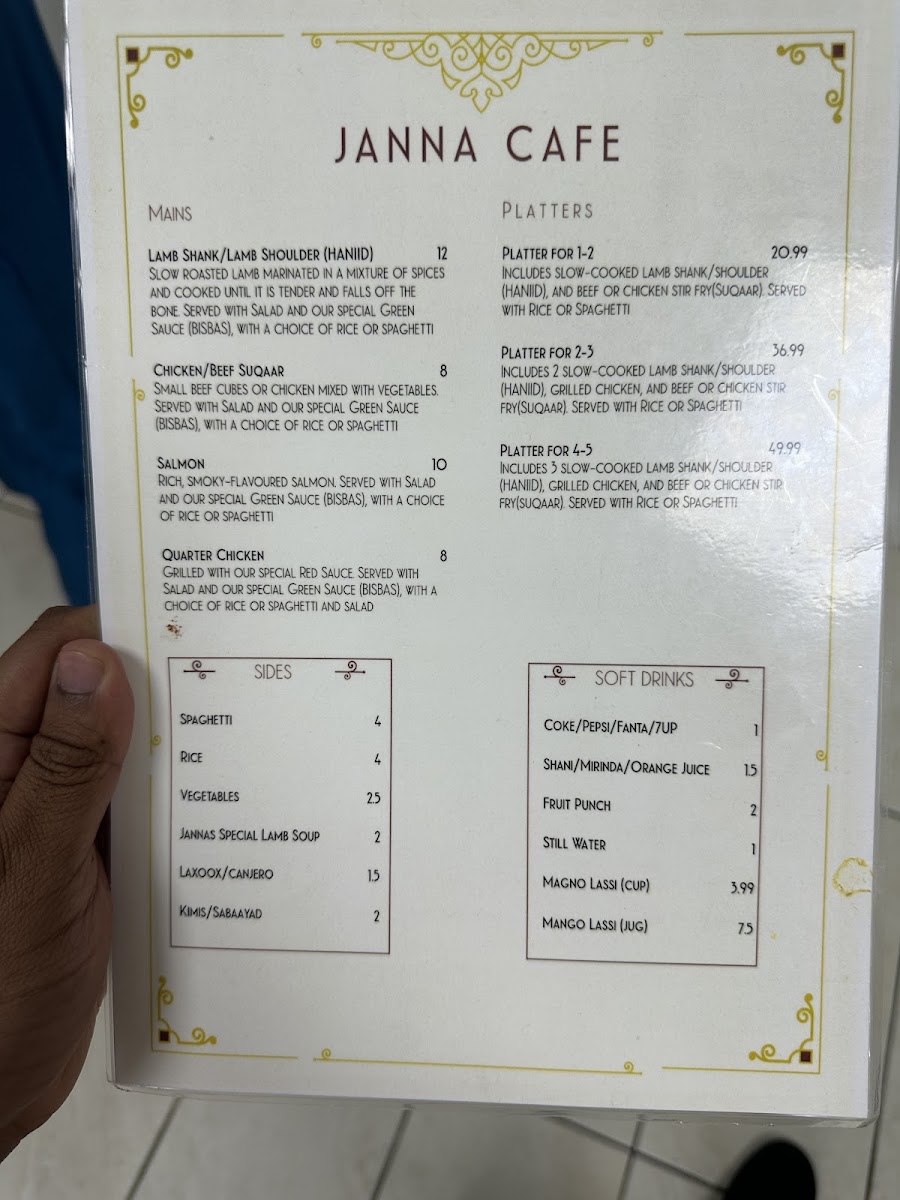 JANNA CAFE
MAINS
LAMB SHANK/LAMB SHOULDER (HANIID) 12
SLOW ROASTED LAMB MARINATED IN A MIXTURE OF SPICES
AND COOKED UNTIL IT IS TENDER AND FALLS OFF THE
BONE. SERVED WITH SALAD AND OUR SPECIAL GREEN
SAUCE (BISBAS), WITH A CHOICE OF RICE OR SPAGHETTI
CHICKEN/BEEF SUQAAR 8
SMALL BEEF CUBES OR CHICKEN MIXED WITH VEGETABLES.
SERVED WITH SALAD AND OUR SPECIAL GREEN SAUCE
(BISBAS), WITH A CHOICE OF RICE OR SPAGHETTI
SALMON 10
RICH, SMOKY-FLAVOURED SALMON. SERVED WITH SALAD
AND OUR SPECIAL GREEN SAUCE (BISBAS), WITH A CHOICE
OF RICE OR SPAGHETTI
QUARTER CHICKEN 8
GRILLED WITH OUR SPECIAL RED SAUCE. SERVED WITH
SALAD AND OUR SPECIAL GREEN SAUCE (BISBAS), WITH A
CHOICE OF RICE OR SPAGHETTI AND SALAD
PLATTERS
PLATTER FOR 1-2 20.99
INCLUDES SLOW-COOKED LAMB SHANK/SHOULDER
(HANIID), AND BEEF OR CHICKEN STIR FRY(SUQAAR). SERVED
WITH RICE OR SPAGHETTI
PLATTER FOR 2-3 36.99
INCLUDES 2 SLOW-COOKED LAMB SHANK/SHOULDER
(HANIID), GRILLED CHICKEN, AND BEEF OR CHICKEN STIR
FRY(SUQAAR). SERVED WITH RICE OR SPAGHETTI
PLATTER FOR 4-5 49.99
INCLUDES 3 SLOW-COOKED LAMB SHANK/SHOULDER
(HANIID), GRILLED CHICKEN, AND BEEF OR CHICKEN STIR
FRY(SUQAAR). SERVED WITH RICE OR SPAGHETTI
SIDES
SPAGHETTI 4
RICE 4
VEGETABLES 2.5
JANNAS SPECIAL LAMB SOUP 2
LAXOOX/CANJERO 1.5
KIMIS/SABAAYAD 2
SOFT DRINKS
COKE/PEPSI/FANTA/7UP 1
SHANI/MIRINDA/ORANGE JUICE 1.5
FRUIT PUNCH 2
STILL WATER 1
MAGNO LASSI (CUP) 3.99
MANGO LASSI (JUG) 7.5